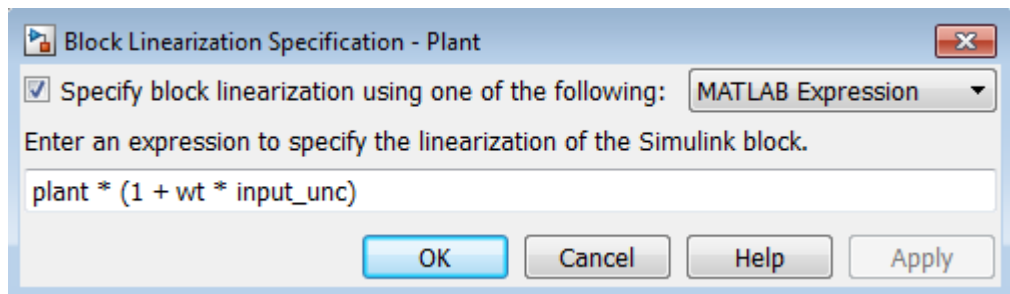 Block Linearization Specification - Plant
Specify block linearization using one of the following: MATLAB Expression
Enter an expression to specify the linearization of the Simulink block.
plant * (1 + wt * input_unc)
OK Cancel Help Apply